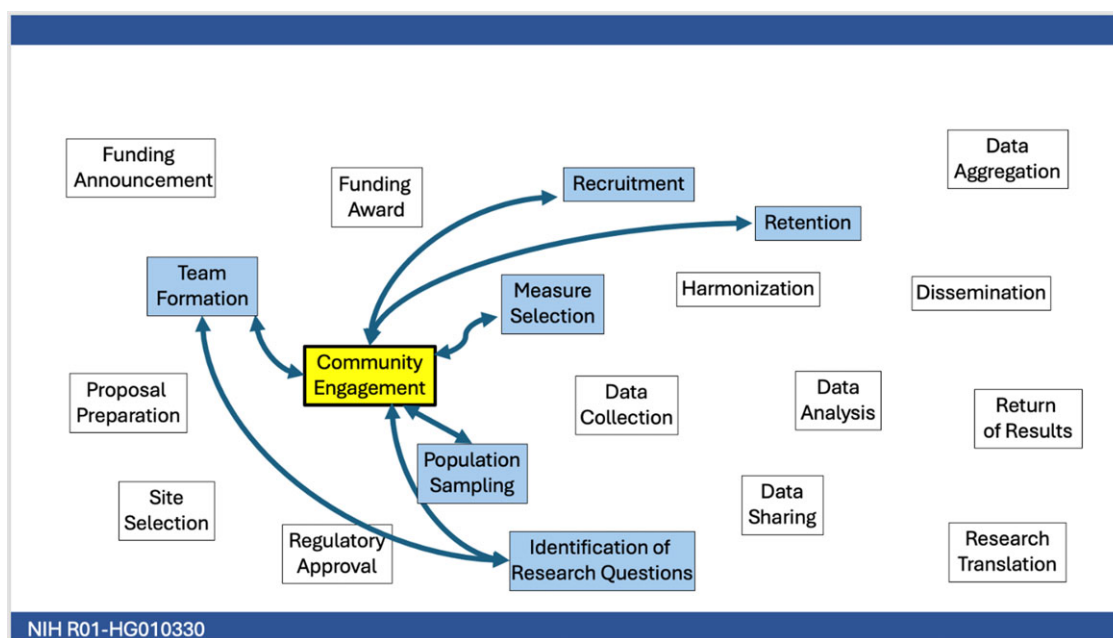 Funding
Announcement
Funding
Award
Recruitment
Data
Aggregation
Retention
Team
Formation
Measure
Selection
Harmonization
Dissemination
Community
Engagement
Proposal
Preparation
Data
Collection
Data
Analysis
Return
of Results
Population
Sampling
Site
Selection
Data
Sharing
Regulatory
Approval
Identification of
Research Questions
Research
Translation
NIH R01-HG010330